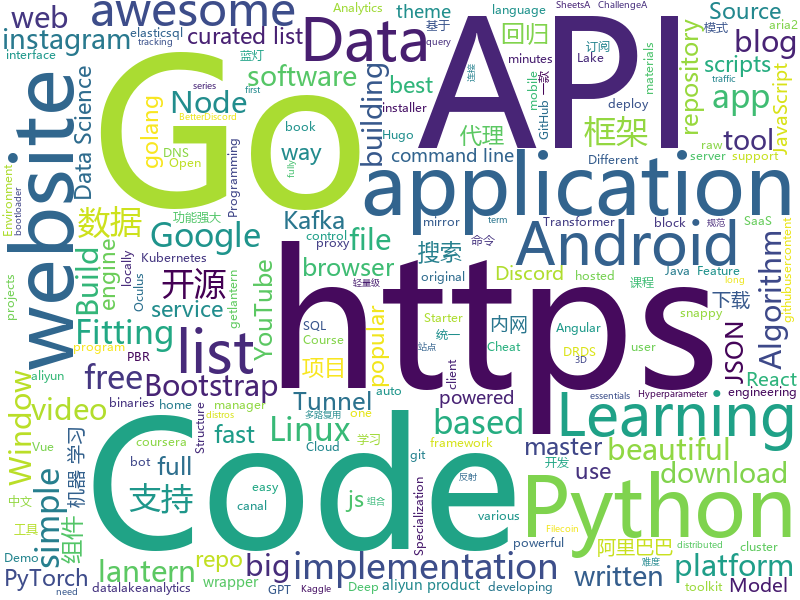 awesome
instagram
web
curated list
theme
Analytics
elasticsql
tracking
interface
Data
language
SheetsA
ChallengeA
回归
基于
query
minutes
连接
蓝灯
Source
blog
模式
订阅
Lake
aria2
scripts
materials
GitHub
一款
repository
app
JavaScript
tool
Node
software
best
mobile
series
first
BetterDiscord
installer
book
Hugo
代理
框架
building
way
command line
Go
API
golang
DNS
Open
Programming
traffic
deploy
raw
server
support
Different
website
Data Science
application
数据
Kafka
Google
file
control
proxy
mirror
Transformer
block
SaaS
功能强大
Kubernetes
Environment
bootloader
Build
engine
开源
YouTube
getlantern
browser
搜索
Android
original
命令
规范
Discord
hosted
Java
Feature
githubusercontent
locally
Oculus
service
轻量级
https
课程
projects
Fitting
list
项目
SQL
Course
Starter
Cheat
内网
popular
统一
Angular
DRDS
站点
3D
下载
Algorithm
snappy
user
long
program
PBR
aliyun
free
Bootstrap
client
powered
JSON
React
Hyperparameter
essentials
engineering
Window
video
Tunnel
auto
home
manager
binaries
Structure
Cloud
多路复用
学习
one
framework
Code
based
Learning
Vue
distros
coursera
Linux
fast
full
bot
git
master
use
beautiful
反射
开发
组合
中文
工具
simple
组件
机器 学习
支持
js
easy
canal
Specialization
Python
download
Filecoin
难度
PyTorch
lantern
repo
wrapper
GPT
Kaggle
big
Deep
implementation
aliyun product
datalakeanalytics
Demo
various
powerful
cluster
developing
written
阿里巴巴
distributed
platform
Model
toolkit
need
fully
term